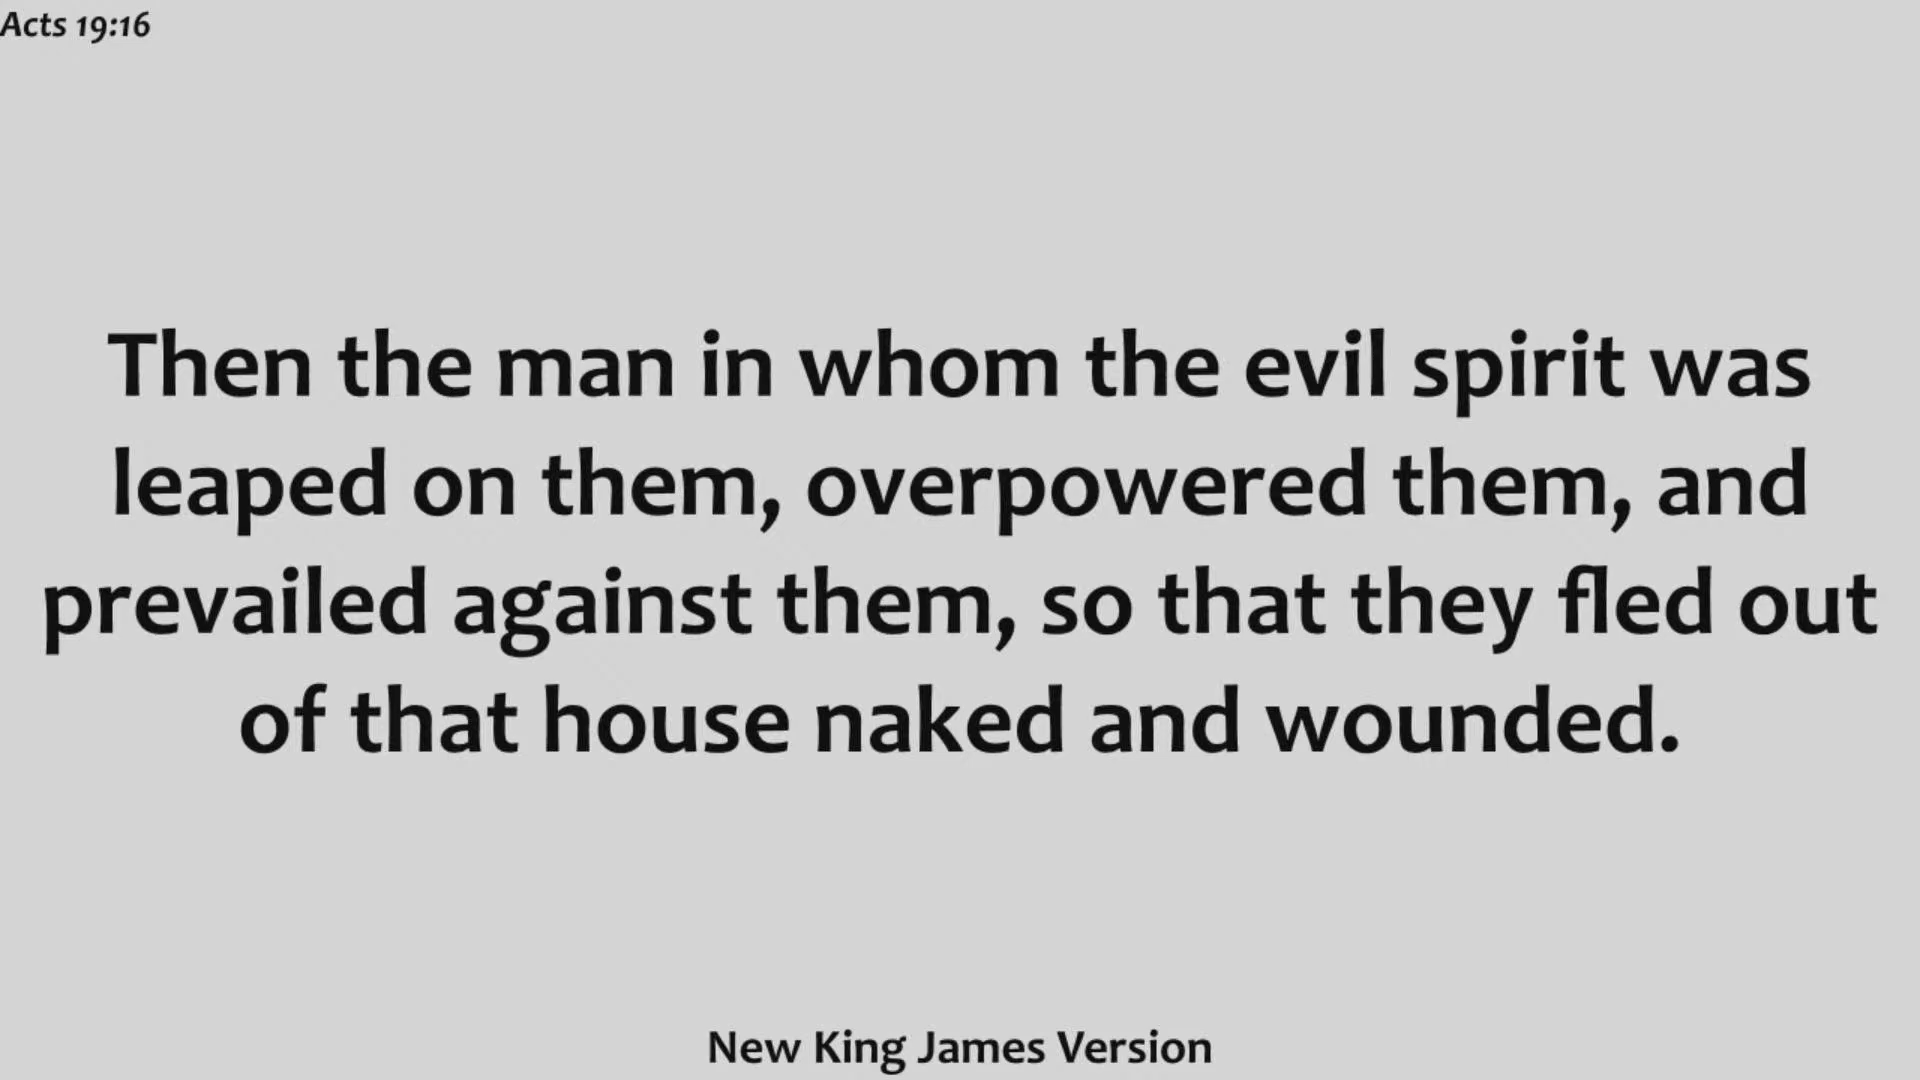 Acts 19:16
Then the man in whom the evil spirit was
leaped on them, overpowered them, and
prevailed against them, so that they fled out
of that house naked and wounded.
New King James Version